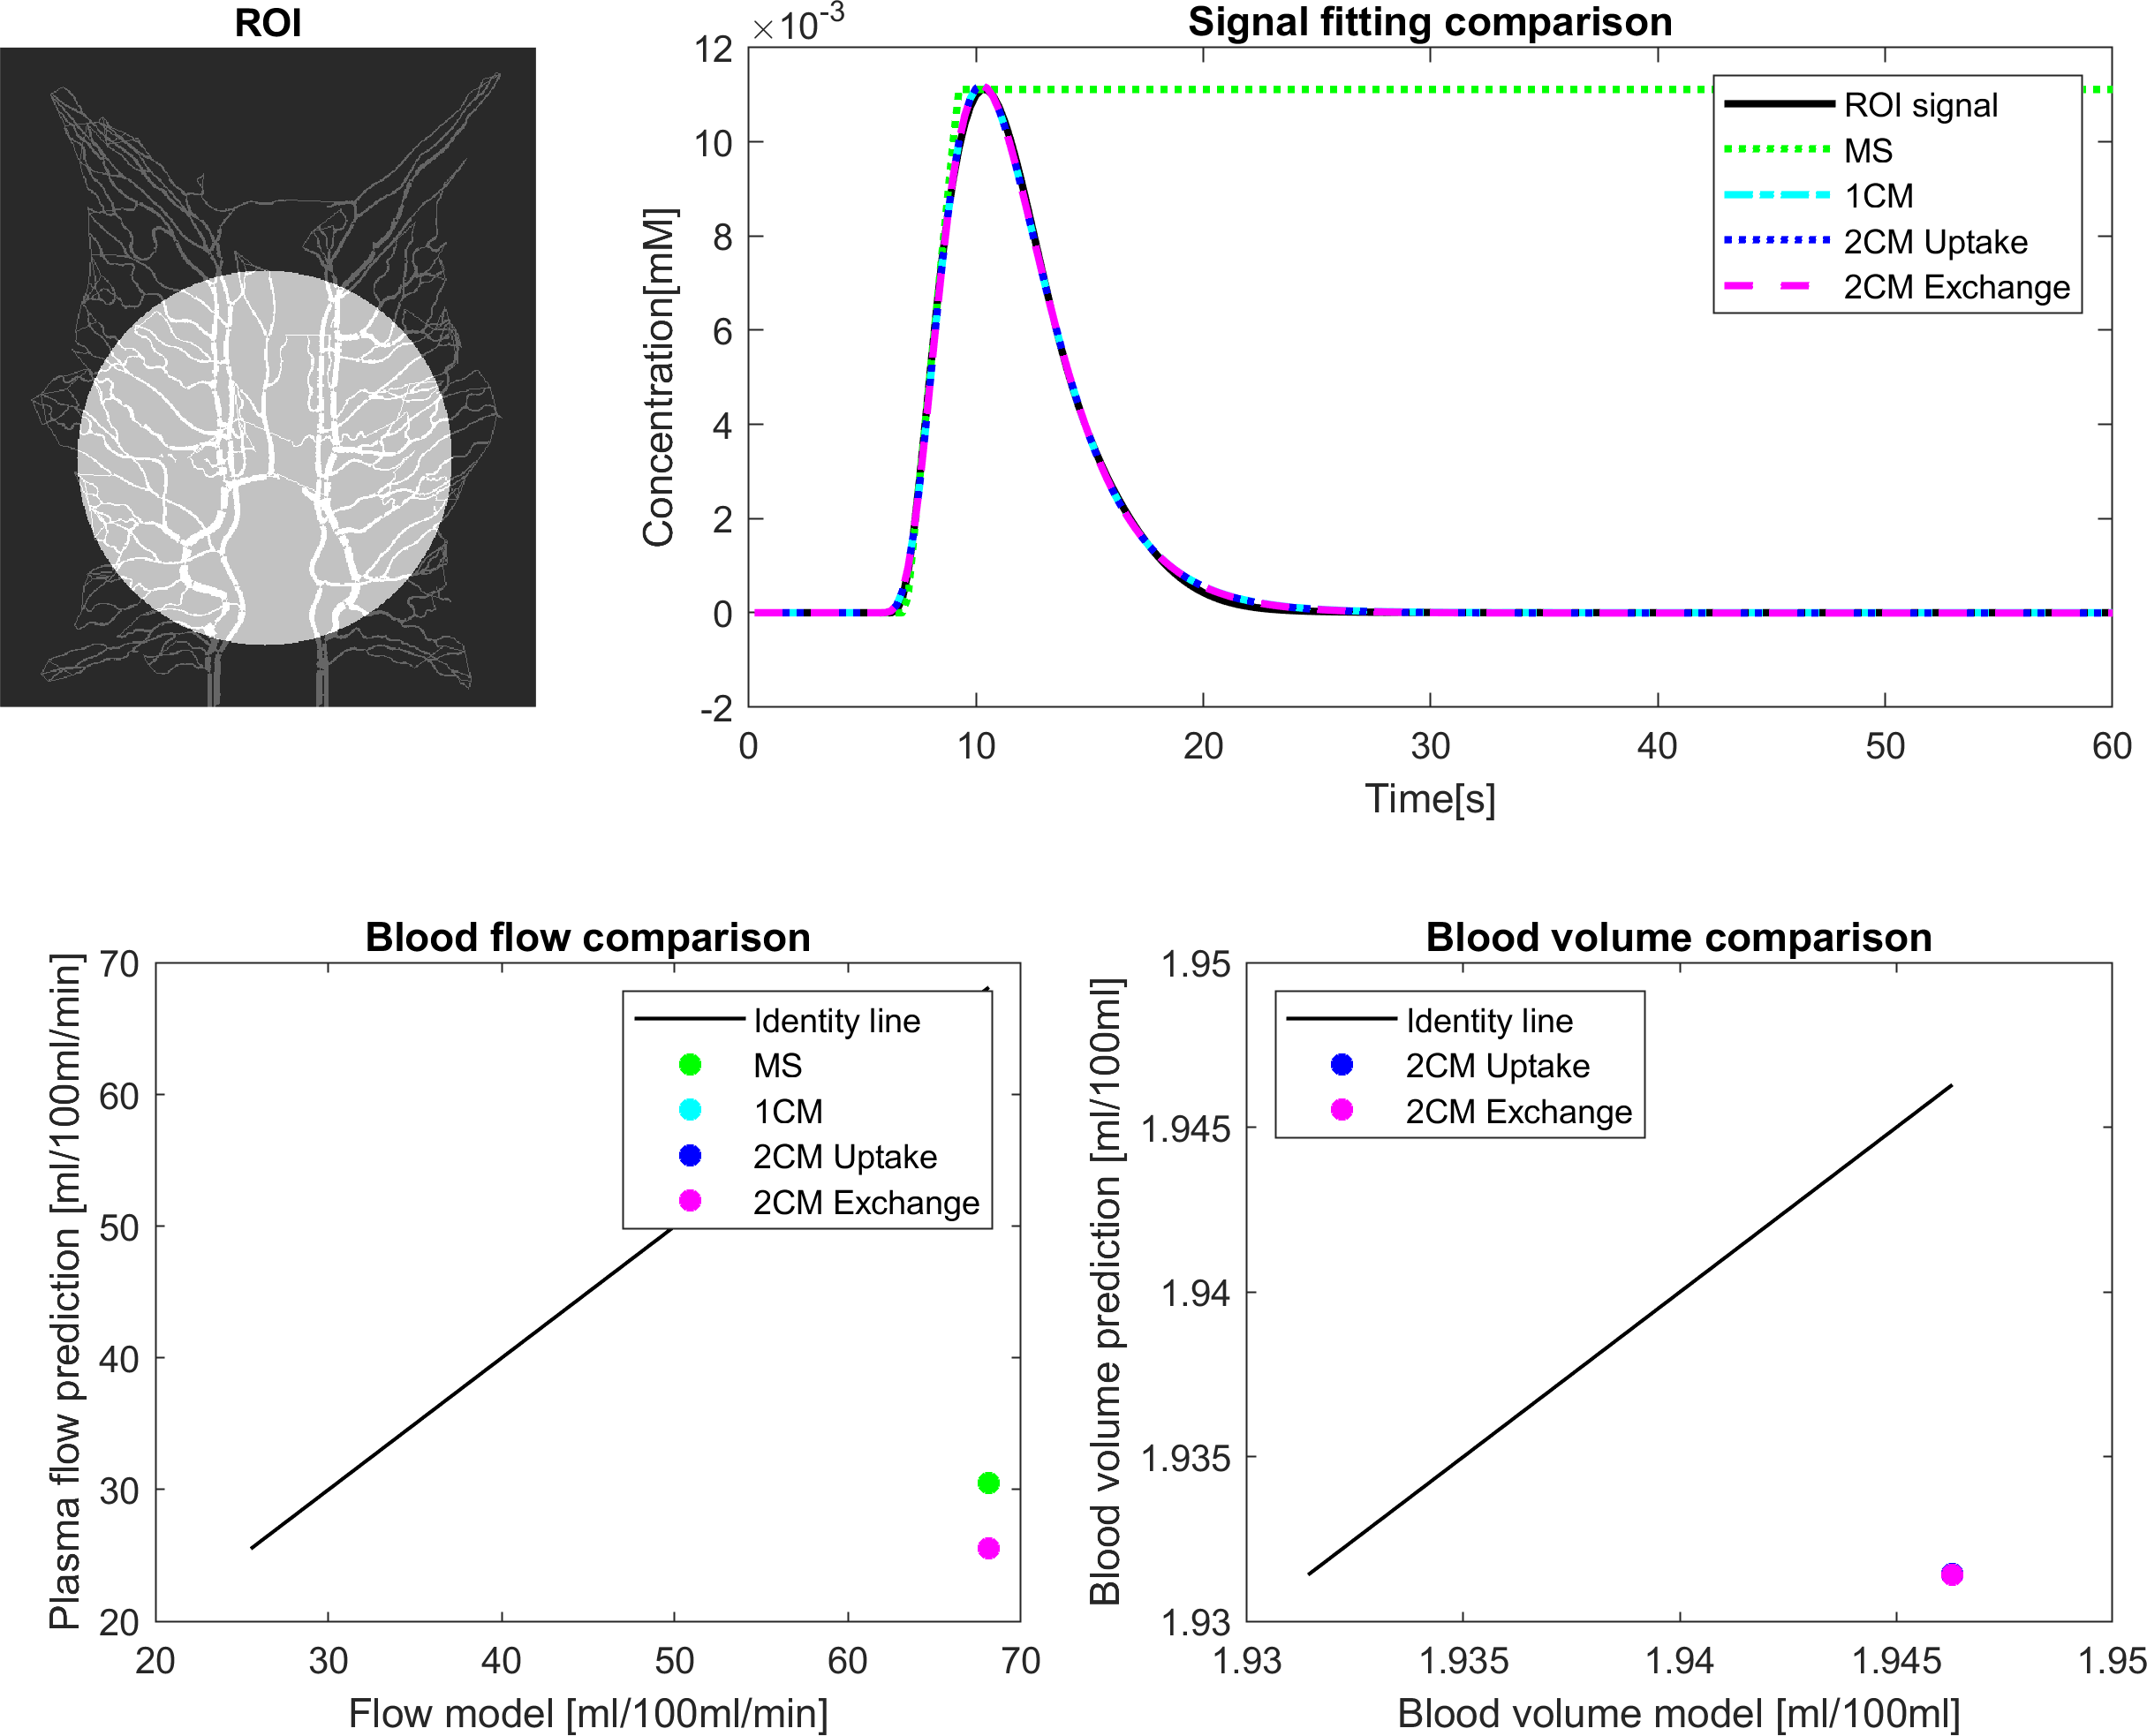 ROI
Signal fitting comparison
×10-3
12
10
8
6
4
2
0
-2
Concentration[mM]
0 10 20 30 40 50 60
Time[s]
ROI signal
MS
1CM
2CM Uptake
2CM Exchange
Blood flow comparison
70
60
50
40
30
20
Plasma flow prediction [ml/100ml/min]
Identity line
MS
1CM
2CM Uptake
2CM Exchange
20 30 40 50 60 70
Flow model [ml/100ml/min]
Blood volume comparison
1.95
1.945
1.94
1.935
1.93
Blood volume prediction [ml/100ml]
Identity line
2CM Uptake
2CM Exchange
1.93 1.935 1.94 1.945 1.95
Blood volume model [ml/100ml]